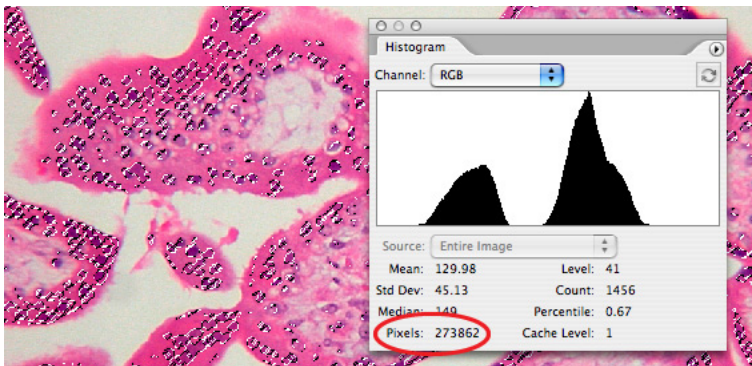 Histogram
Channel: RGB
Source: Entire Image
Mean: 129.98 Level: 41
Std Dev: 45.13 Count: 1456
Median: 149 Percentile: 0.67
Pixels: 273862 Cache Level: 1